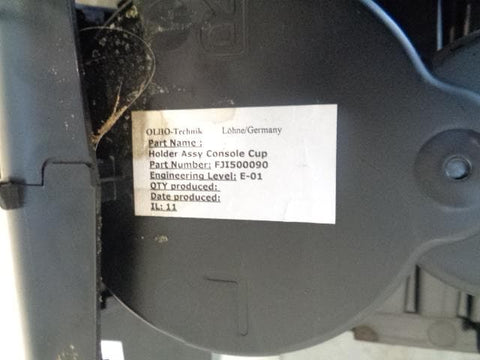 OLHO-Technik Löhne/Germany
Part Name :
Holder Assy Console Cup
Part Number: FJI500090
Engineering Level: E-01
QTY produced:
Date produced:
IL: 11